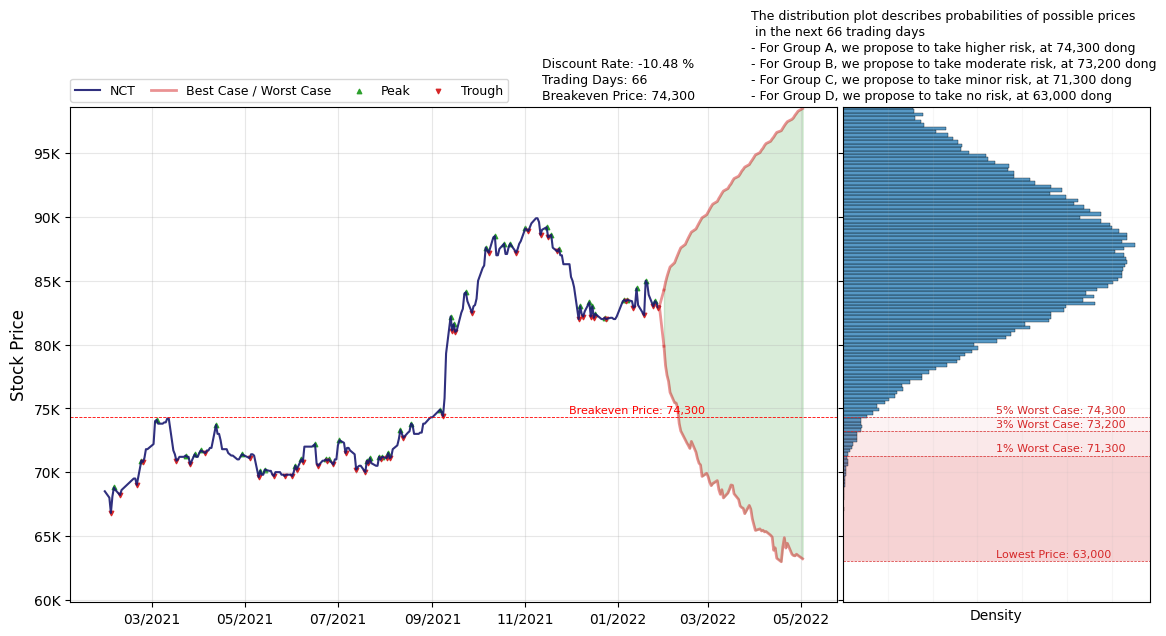 The distribution plot describes probabilities of possible prices
in the next 66 trading days
- For Group A, we propose to take higher risk, at 74,300 dong
- For Group B, we propose to take moderate risk, at 73,200 dong
- For Group C, we propose to take minor risk, at 71,300 dong
- For Group D, we propose to take no risk, at 63,000 dong
Discount Rate: -10.48 %
Trading Days: 66
Breakeven Price: 74,300
NCT Best Case / Worst Case Peak Trough
Stock Price
95K
90K
85K
80K
75K
70K
65K
60K
Breakeven Price: 74,300
5% Worst Case: 74,300
3% Worst Case: 73,200
1% Worst Case: 71,300
Lowest Price: 63,000
03/2021 05/2021 07/2021 09/2021 11/2021 01/2022 03/2022 05/2022
Density